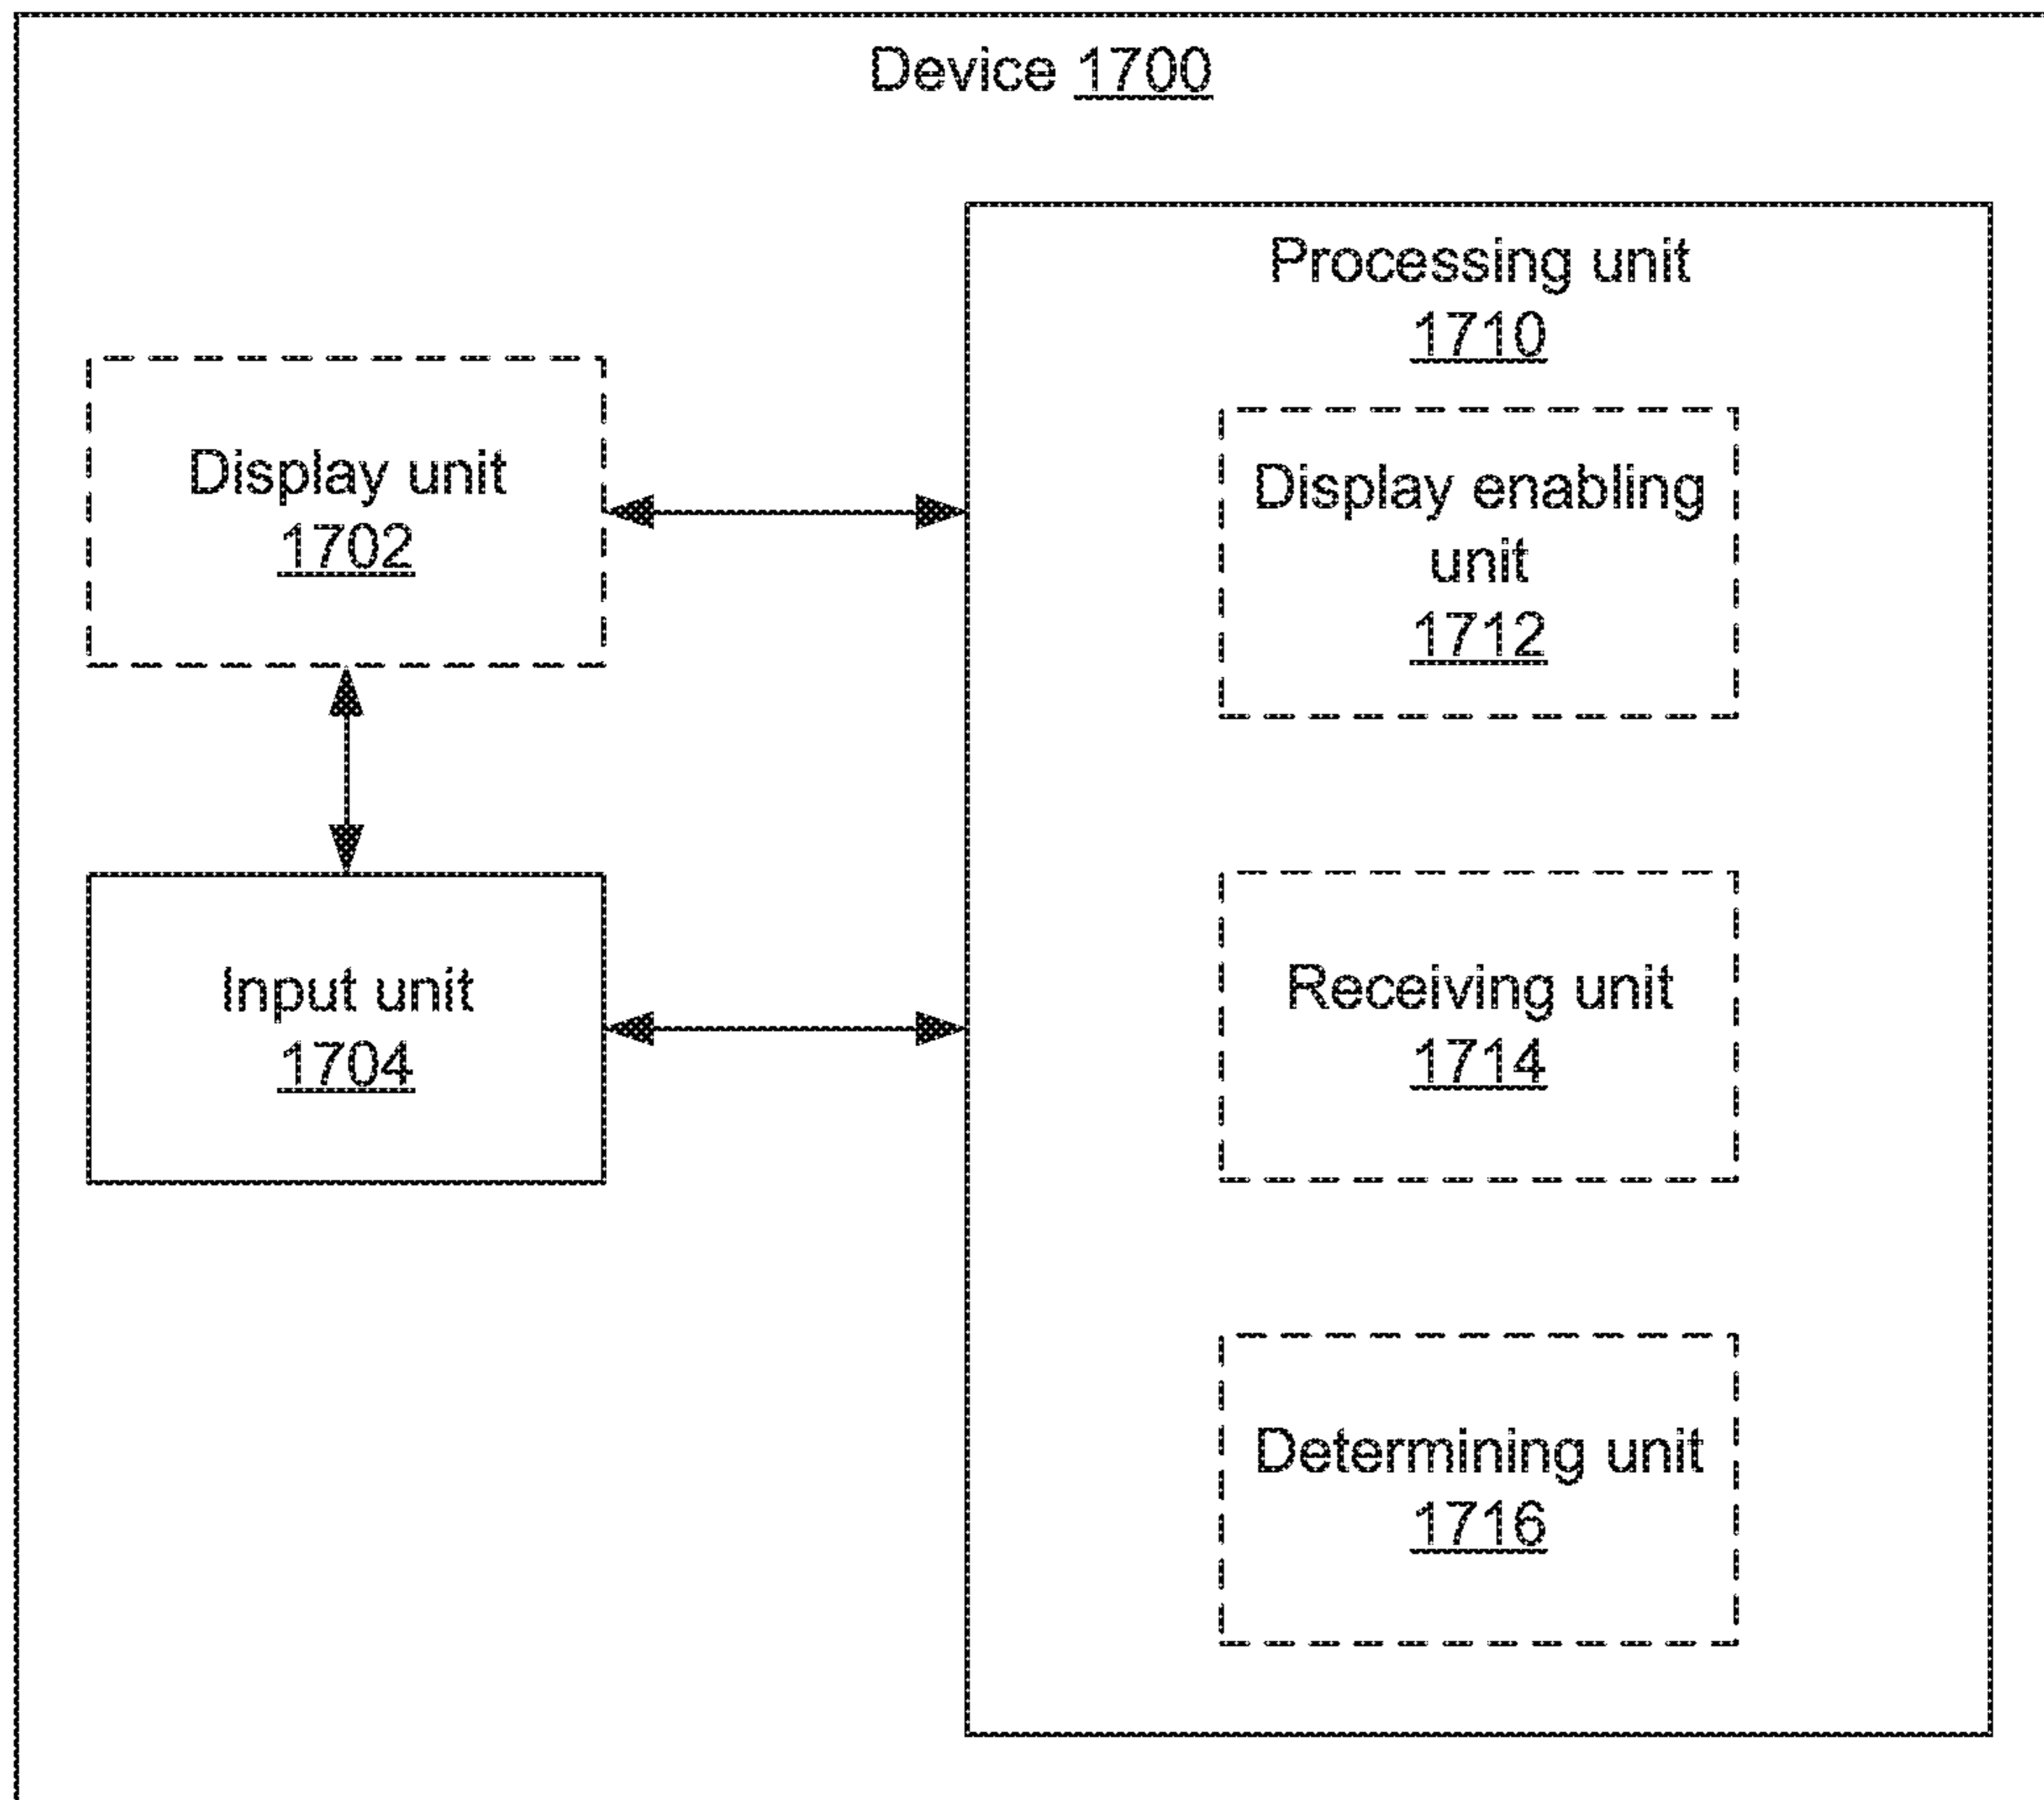 Device 1700
Processing unit
1710
Display unit
1702
Display enabling
unit
1712
Input unit
1704
Receiving unit
1714
Determining unit
1716